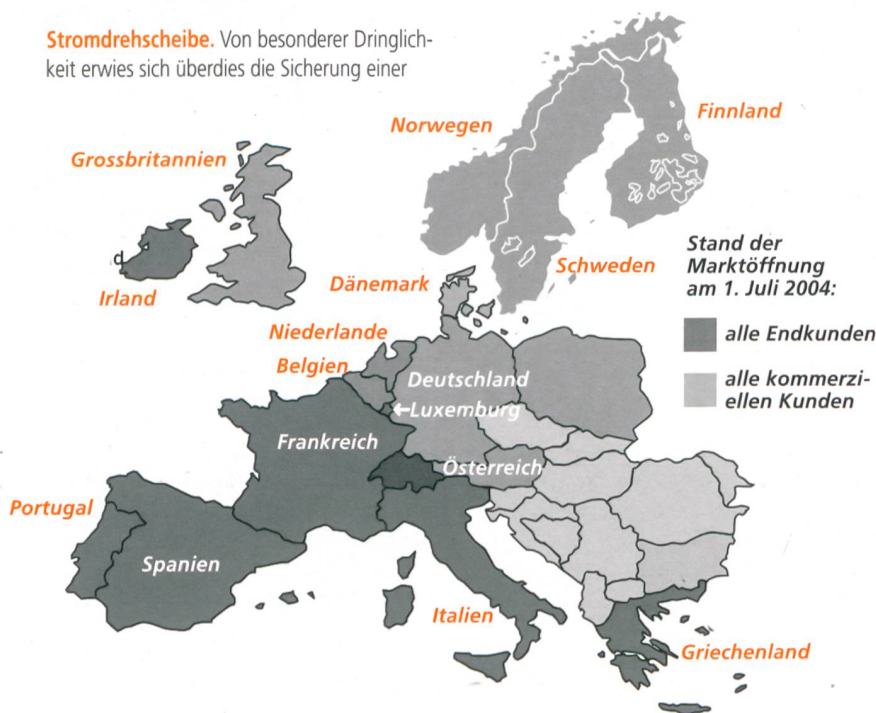 Stromdrehscheibe. Von besonderer Dringlich-
keit erwies sich überdies die Sicherung einer
Norwegen
Finnland
Grossbritannien
d
Irland
Schweden
Dänemark
Stand der
Marktöffnung
am 1. Juli 2004:
alle Endkunden
alle kommerzi-
ellen Kunden
Niederlande
Belgien
Deutschland
←Luxemburg
Frankreich
Österreich
Portugal
Spanien
Italien
Griechenland